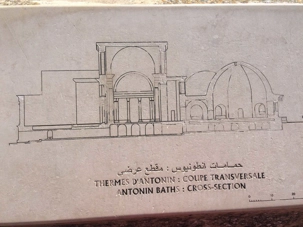 حمامات أنطونيوس : مقطع عرضي
THERMES D'ANTONIN : COUPE TRANSVERSALE
ANTONIN BATHS : CROSS-SECTION